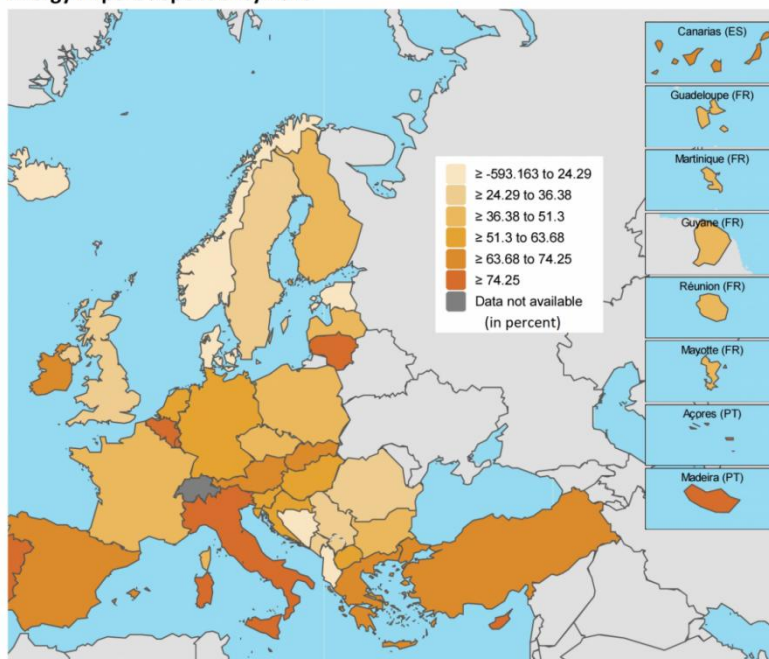 Canarias (ES)
Guadeloupe (FR)
Martinique (FR)
Guyane (FR)
Réunion (FR)
Mayotte (FR)
Açores (PT)
Madeira (PT)
≥ -593.163 to 24.29
≥ 24.29 to 36.38
≥ 36.38 to 51.3
≥ 51.3 to 63.68
≥ 63.68 to 74.25
≥ 74.25
Data not available
(in percent)